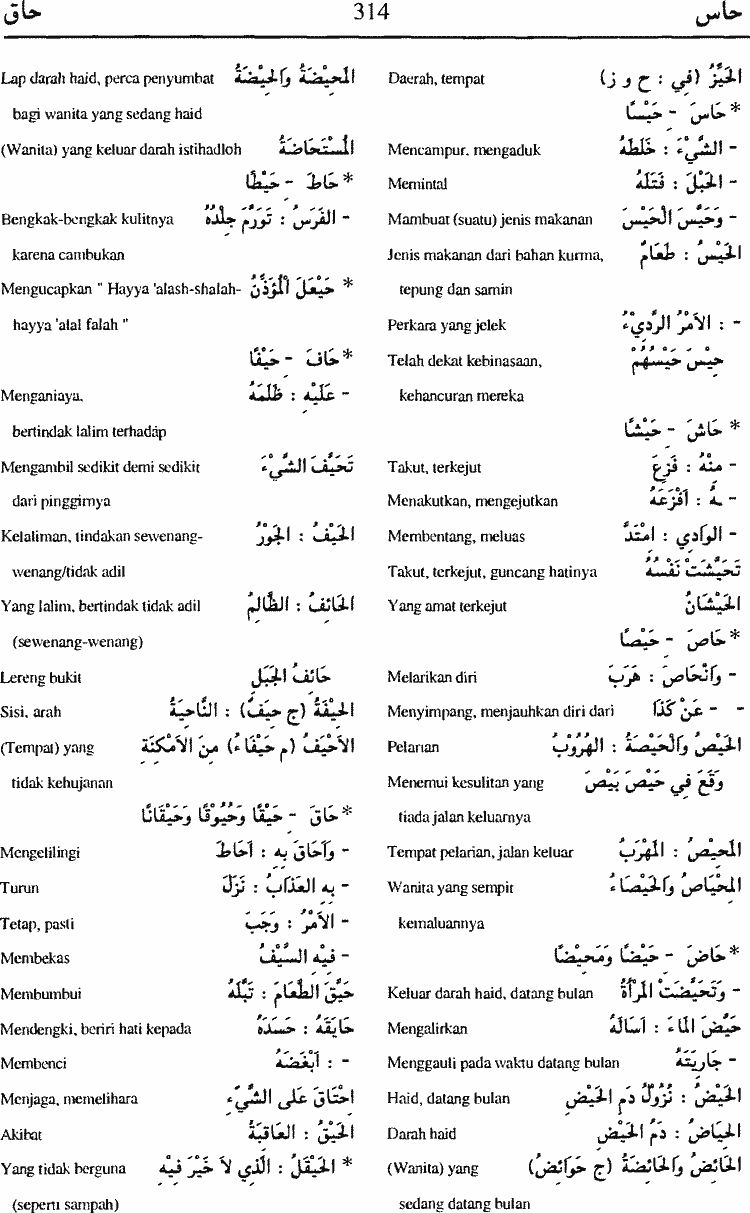 حاس 314 حاق
الحَيِّزُ (في : ح و ز) Daerah, tempat
* حَاسَ - حَيْسًا
- الشَّيْءَ : خَلَطَهُ Mencampur, mengaduk
- الحَبْلَ : فَتَلَهُ Memintal
- وَحَيَّسَ الْحَيْسَ Mambuat (suatu) jenis makanan
الحَيْسُ : طَعَامٌ Jenis makanan dari bahan kurma,
tepung dan samin
- : الاَمْرُ الرَّدِيْءُ Perkara yang jelek
حِيْسَ حَيْسُهُمْ Telah dekat kebinasaan,
kehancuran mereka
* حَاشَ - حَيْشًا
- مِنْهُ : فَزِعَ Takut, terkejut
- ـهُ : اَفْزَعَهُ Menakutkan, mengejutkan
- الوَادِي : امْتَدَّ Membentang, meluas
تَحَيَّشَتْ نَفْسُهُ Takut, terkejut, guncang hatinya
الحَيْشَانُ Yang amat terkejut
* حَاصَ - حَيْصًا
- وَانْحَاصَ : هَرَبَ Melarikan diri
- - عَنْ كَذَا Menyimpang, menjauhkan diri dari
الحَيْصُ وَالْحَيْصَةُ : الهُرُوْبُ Pelarian
وَقَعَ فِي حَيْصَ بَيْصَ Menemui kesulitan yang
tiada jalan keluarnya
المَحِيْصُ : المَهْرَبُ Tempat pelarian, jalan keluar
المِحْيَاصُ وَالحَيْصَاءُ Wanita yang sempit
kemaluannya
* حَاضَ - حَيْضًا وَمَحِيْضًا
- وَتَحَيَّضَتْ المَرْأَةُ Keluar darah haid, datang bulan
حَيَّضَ المَاءَ : اَسَالَهُ Mengalirkan
- جَارِيَتَهُ Menggauli pada waktu datang bulan
الحَيْضُ : نُزُوْلُ دَمِ الحَيْضِ Haid, datang bulan
الحِيَاضُ : دَمُ الحَيْضِ Darah haid
الحَائِضُ وَالحَائِضَةُ (ج حَوَائِضُ) (Wanita) yang
sedang datang bulan
المَحِيْضَةُ وَالحِيْضَةُ Lap darah haid, perca penyumbat
bagi wanita yang sedang haid
المُسْتَحَاضَةُ (Wanita) yang keluar darah istihadloh
* حَاطَ - حَيْطًا
- الفَرَسُ : تَوَرَّمَ جِلْدُهُ Bengkak-bengkak kulitnya
karena cambukan
* حَيْعَلَ الْمُؤَذِّنُ Mengucapkan " Hayya 'alash-shalah-
hayya 'alal falah "
* حَافَ - حَيْفًا
- عَلَيْهِ : ظَلَمَهُ Menganiaya,
bertindak lalim terhadap
تَحَيَّفَ الشَّيْءَ Mengambil sedikit demi sedikit
dari pinggirnya
الحَيْفُ : الجَوْرُ Kelaliman, tindakan sewenang-
wenang/tidak adil
الحَائِفُ : الظَّالِمُ Yang lalim, bertindak tidak adil
(sewenang-wenang)
حَائِفُ الجَبَلِ Lereng bukit
الحِيْفَةُ (ج حِيَفٌ) : النَّاحِيَةُ Sisi, arah
الاَحْيَفُ (م حَيْفَاءُ) مِنَ الاَمْكِنَةِ (Tempat) yang
tidak kehujanan
* حَاقَ - حَيْقًا وَحُيُوْقًا وَحَيَقَانًا
- وَاَحَاقَ بِهِ : اَحَاطَ Mengelilingi
- بِهِ العَذَابُ : نَزَلَ Turun
- الاَمْرُ : وَجَبَ Tetap, pasti
- فِيْهِ السَّيْفُ Membekas
حَيَّقَ الطَّعَامَ : تَبَّلَهُ Membumbui
حَايَقَهُ : حَسَدَهُ Mendengki, beriri hati kepada
- : اَبْغَضَهُ Membenci
احْتَاقَ عَلَى الشَّيْءِ Menjaga, memelihara
الحَيْقُ : العَاقِبَةُ Akibat
* الحَيْقَلُ : الَّذِي لاَ خَيْرَ فِيْهِ Yang tidak berguna
(seperti sampah)